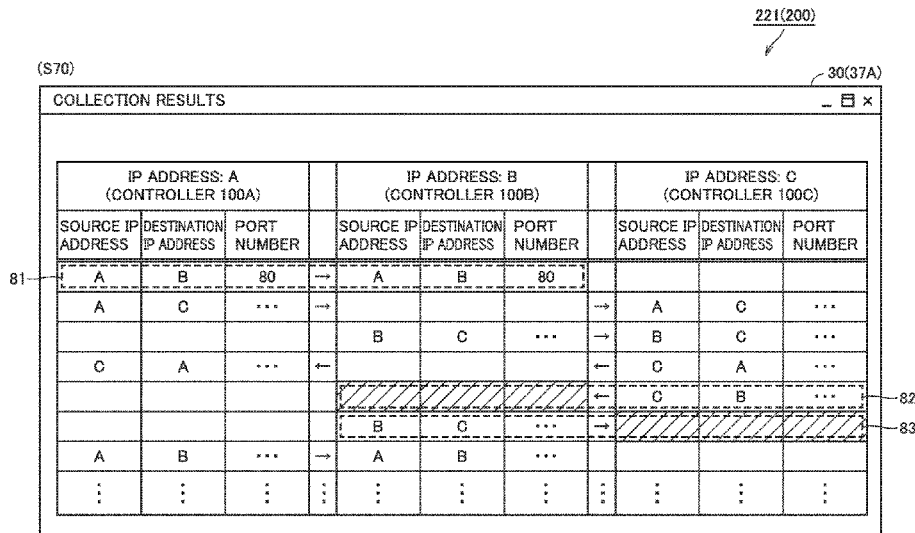 221(200)
(S70)
30(37A)
COLLECTION RESULTS
IP ADDRESS: A IP ADDRESS: B IP ADDRESS: C
(CONTROLLER 100A) (CONTROLLER 100B) (CONTROLLER 100C)
SOURCE IP DESTINATION PORT SOURCE IP DESTINATION PORT SOURCE IP DESTINATION PORT
ADDRESS IP ADDRESS NUMBER ADDRESS IP ADDRESS NUMBER ADDRESS IP ADDRESS NUMBER
81 A B 80 → A B 80
A C ... → → A C ...
B C ... → B C ...
C A ... ← ← C A ...
← C B ... 82
B C ... → 83
A B ... → A B ...
⋮ ⋮ ⋮ ⋮ ⋮ ⋮ ⋮ ⋮ ⋮ ⋮ ⋮